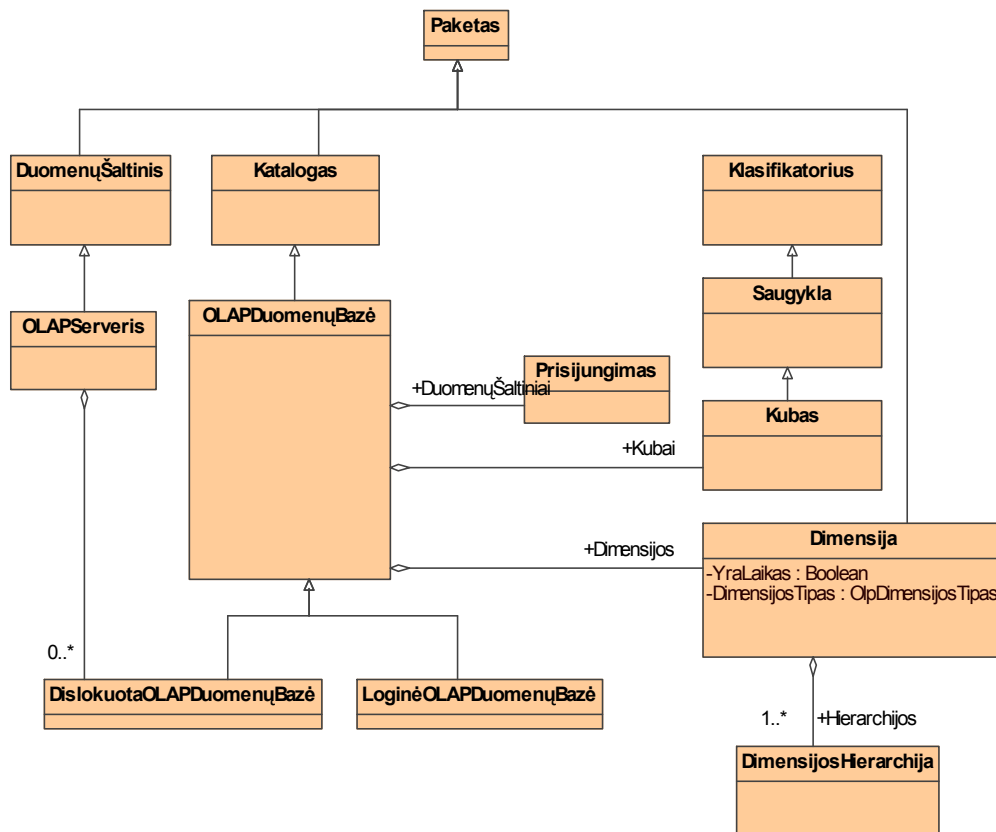 Paketas
DuomenųŠaltinis
Katalogas
Klasifikatorius
Saugykla
OLAPDuomenųBazė
OLAPServeris
Prisijungimas
+DuomenųŠaltiniai
Kubas
+Kubai
Dimensija
+Dimensijos
-YraLaikas : Boolean
-DimensijosTipas : OlpDimensijosTipas
0..*
DislokuotaOLAPDuomenųBazė
LoginėOLAPDuomenųBazė
1..*
+Hierarchijos
DimensijosHierarchija